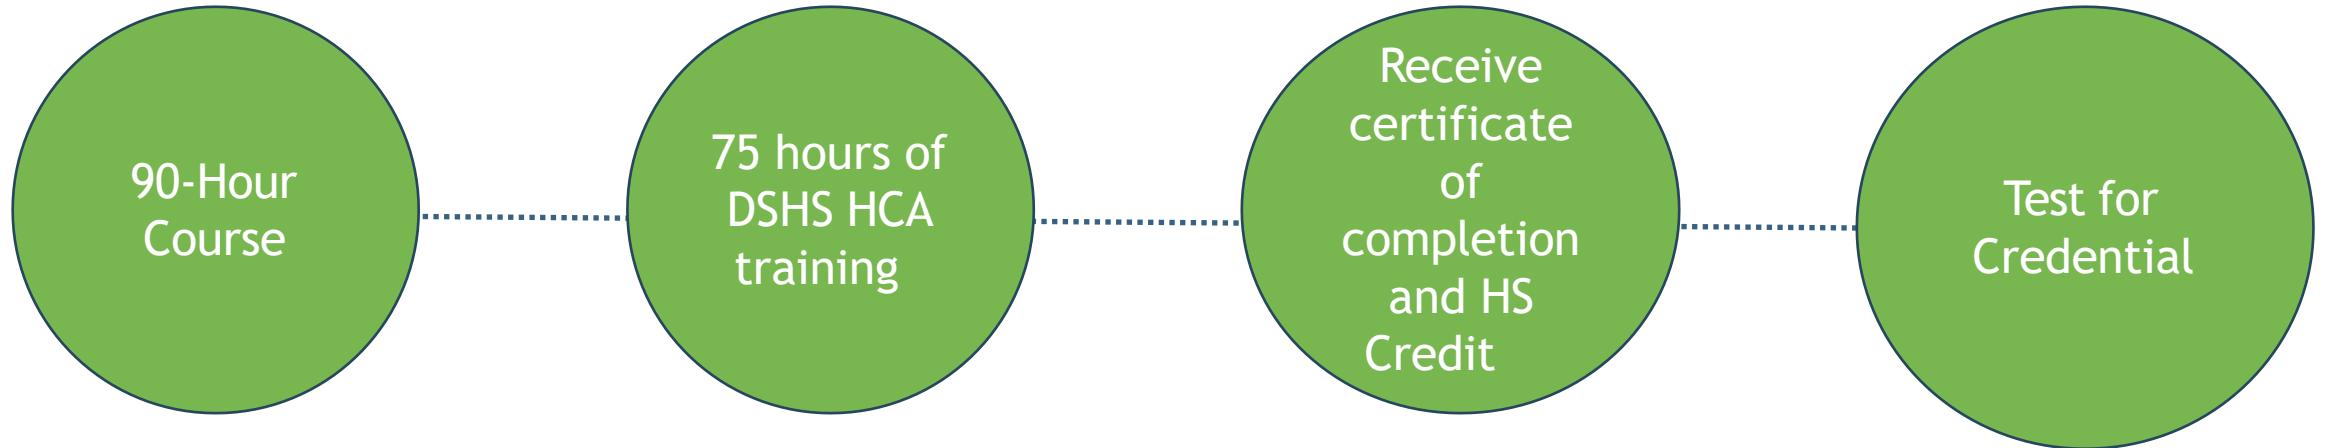 90-Hour
Course
75 hours of
DSHS HCA
training
Receive
certificate
of
completion
and HS
Credit
Test for
Credential